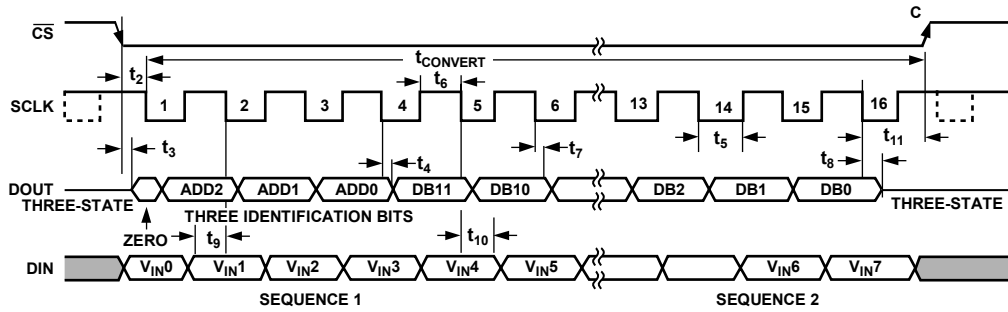 CS C
tCONVERT
t2 t6
SCLK 1 2 3 4 5 6 13 14 15 16
t3 t4 t7 t5 t8 t11
DOUT ADD2 ADD1 ADD0 DB11 DB10 DB2 DB1 DB0
THREE-STATE THREE IDENTIFICATION BITS THREE-STATE
ZERO t9 t10
DIN VIN0 VIN1 VIN2 VIN3 VIN4 VIN5 VIN6 VIN7
SEQUENCE 1 SEQUENCE 2